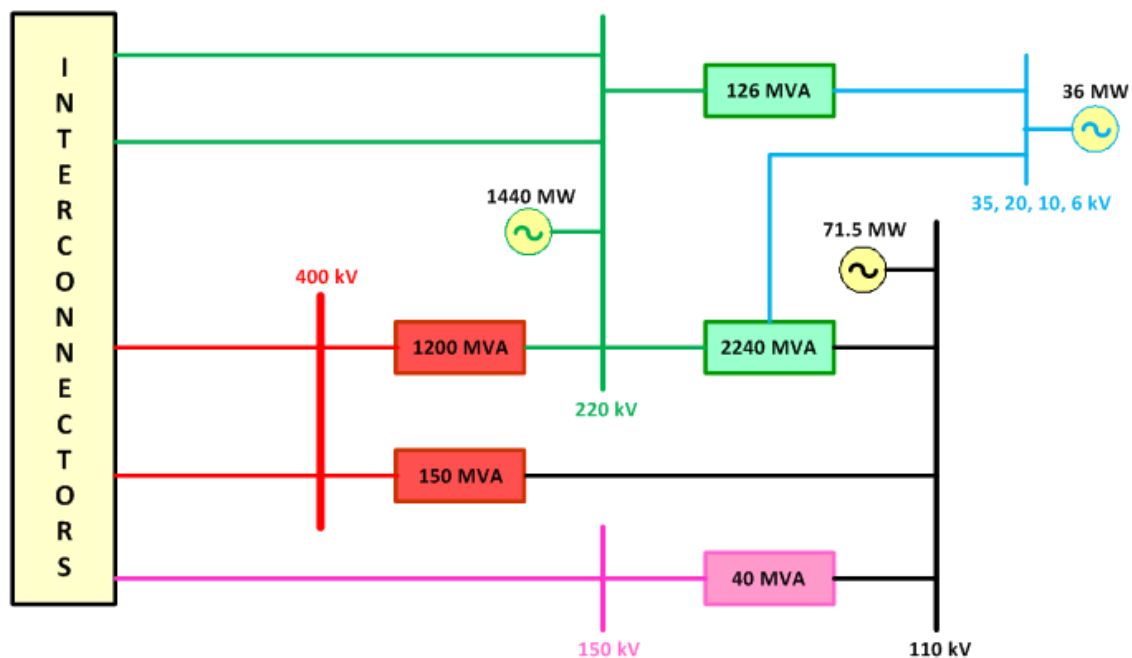 INTERCONNECTORS
126 MVA
36 MW
1440 MW
35, 20, 10, 6 kV
71.5 MW
400 kV
1200 MVA
2240 MVA
220 kV
150 MVA
40 MVA
150 kV
110 kV